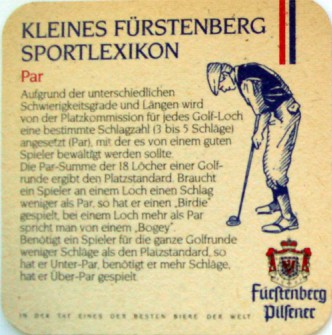 KLEINES FÜRSTENBERG
SPORTLEXIKON
Par
Aufgrund der unterschiedlichen
Schwierigkeitsgrade und Längen wird
von der Platzkommission für jedes Golf-Loch
eine bestimmte Schlagzahl (3 bis 5 Schläge)
angesetzt (Par), mit der es von einem guten
Spieler bewältigt werden sollte.
Die Par-Summe der 18 Löcher einer Golf-
runde ergibt den Platzstandard. Braucht
ein Spieler an einem Loch einen Schlag
weniger als Par, so hat er einen „Birdie"
gespielt, bei einem Loch mehr als Par
spricht man von einem „Bogey".
Benötigt ein Spieler für die ganze Golfrunde
weniger Schläge als den Platzstandard, so
hat er Unter-Par, benötigt er mehr Schläge,
hat er Über-Par gespielt.
Fürstenberg
Pilsener
IN DER TAT EINES DER BESTEN BIERE DER WELT